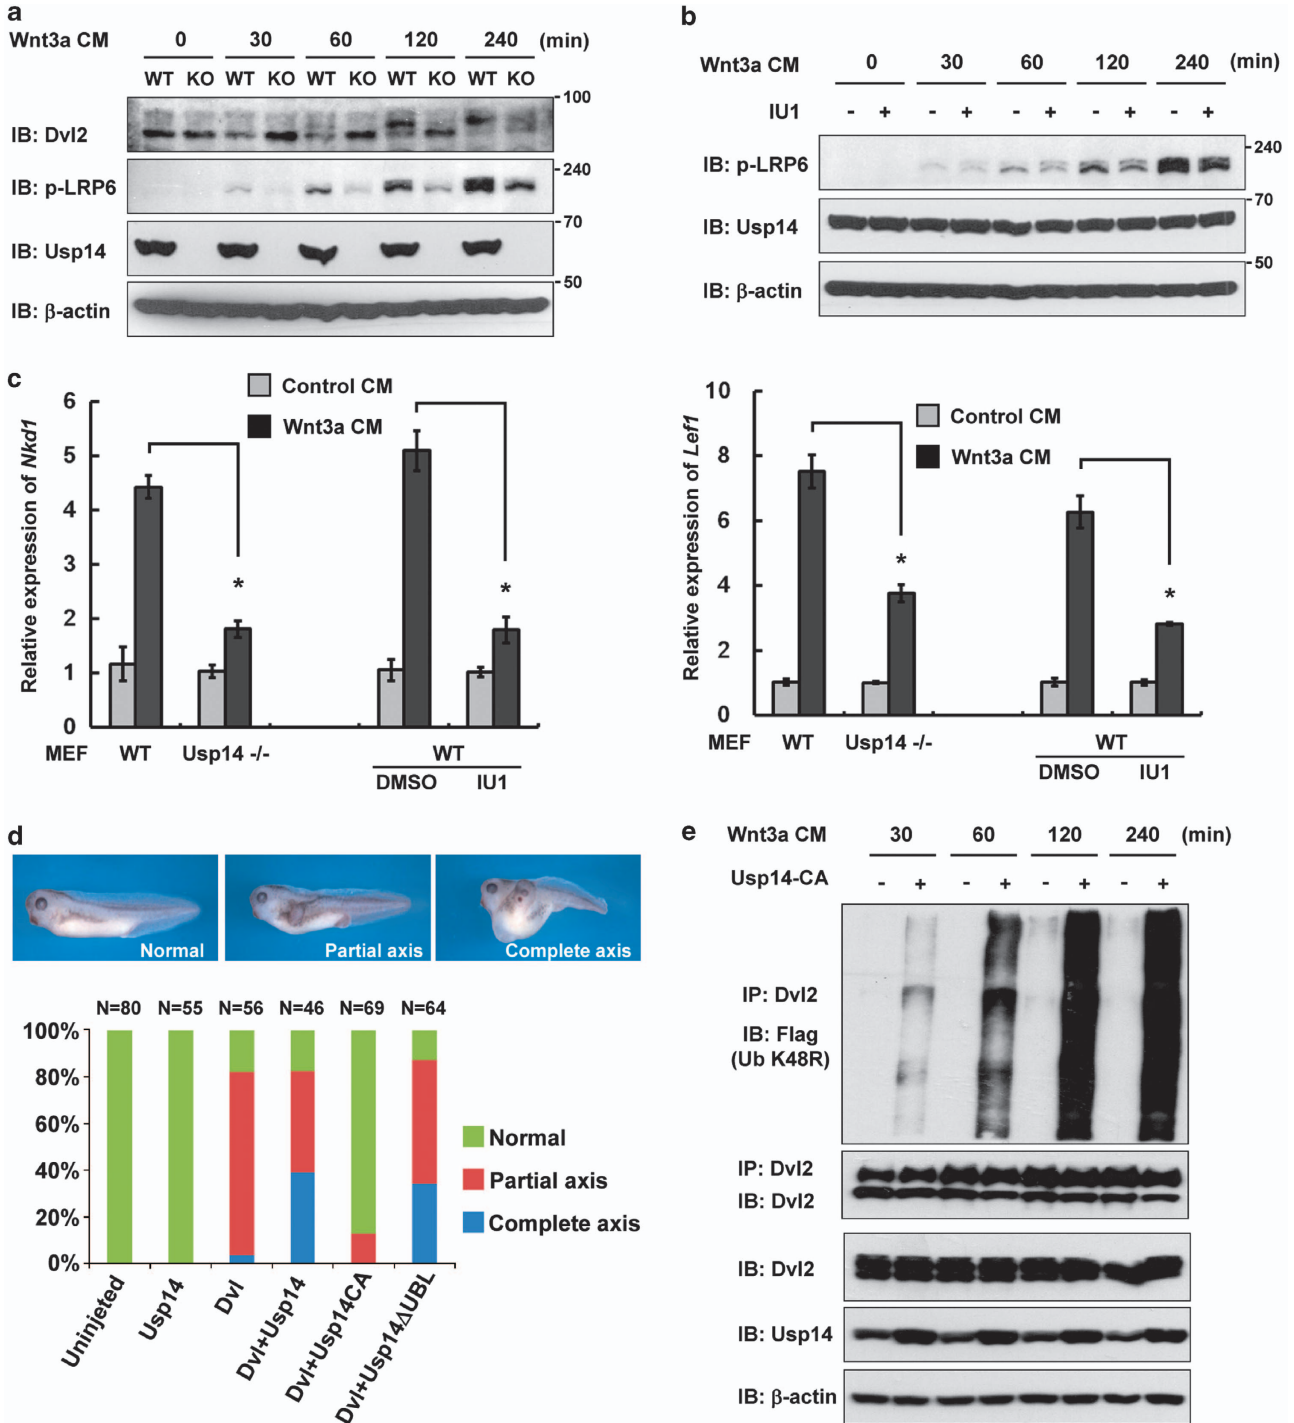 a
Wnt3a CM 0 30 60 120 240 (min)
WT KO WT KO WT KO WT KO WT KO
100
IB: Dvl2
240
IB: p-LRP6
70
IB: Usp14
50
IB: β-actin
b
Wnt3a CM 0 30 60 120 240 (min)
IU1 - + - + - + - + - +
240
IB: p-LRP6
70
IB: Usp14
50
IB: β-actin
c
Control CM
Wnt3a CM
Relative expression of Nkd1
6
5
4
3
2
1
0
* *
MEF WT Usp14 -/- WT
DMSO IU1
Control CM
Wnt3a CM
Relative expression of Lef1
10
8
6
4
2
0
* *
MEF WT Usp14 -/- WT
DMSO IU1
d
Normal
Partial axis
Complete axis
N=80 N=55 N=56 N=46 N=69 N=64
100%
80%
60%
40%
20%
0%
Normal
Partial axis
Complete axis
Uninjeted
Usp14
Dvl
Dvl+Usp14
Dvl+Usp14CA
Dvl+Usp14ΔUBL
e
Wnt3a CM 30 60 120 240 (min)
Usp14-CA - + - + - + - +
IP: Dvl2
IB: Flag
(Ub K48R)
IP: Dvl2
IB: Dvl2
IB: Dvl2
IB: Usp14
IB: β-actin